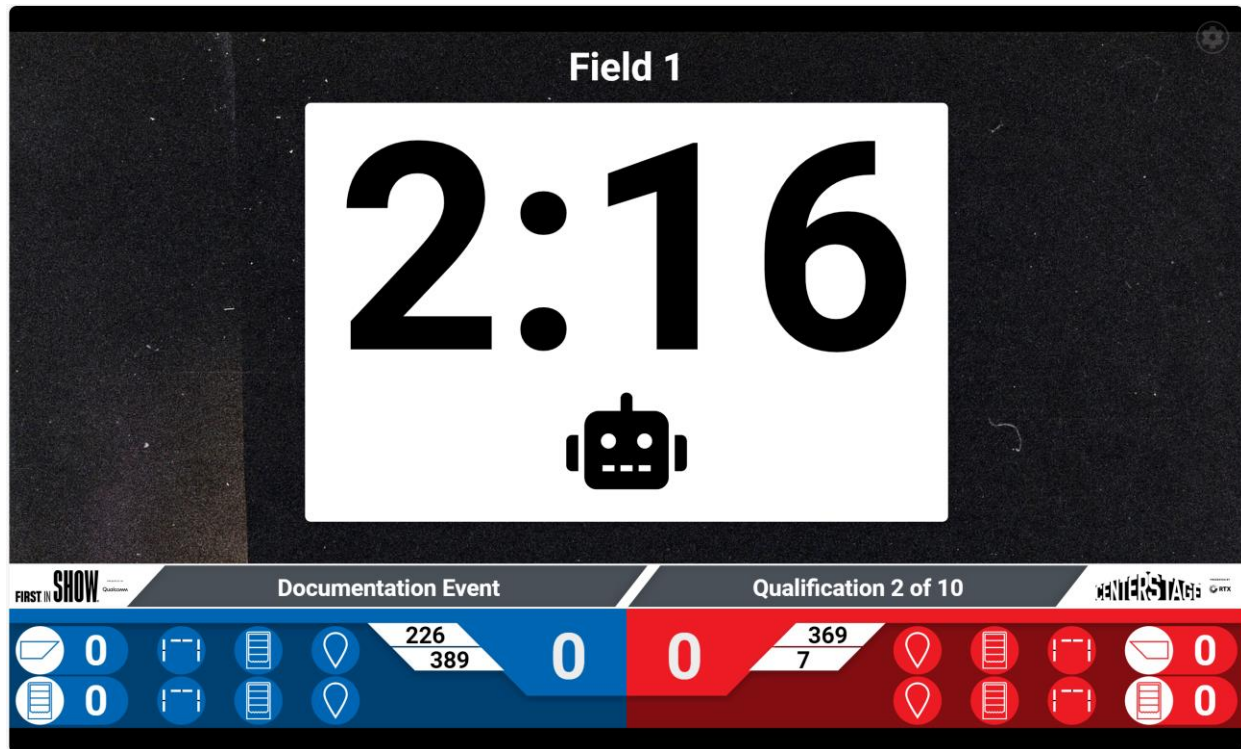 Field 1
2:16
FIRST IN SHOW
Qualcomm
Documentation Event
Qualification 2 of 10
CENTERSTAGE
RTX
0
226
389
0
0
369
7
0
0
0